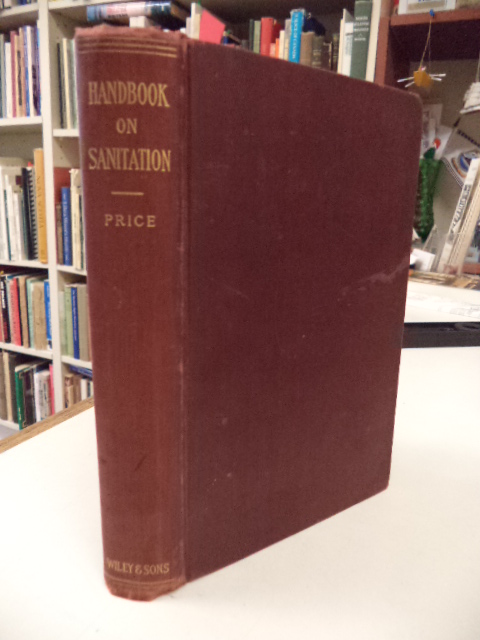 HANDBOOK
ON
SANITATION
PRICE
WILEY & SONS